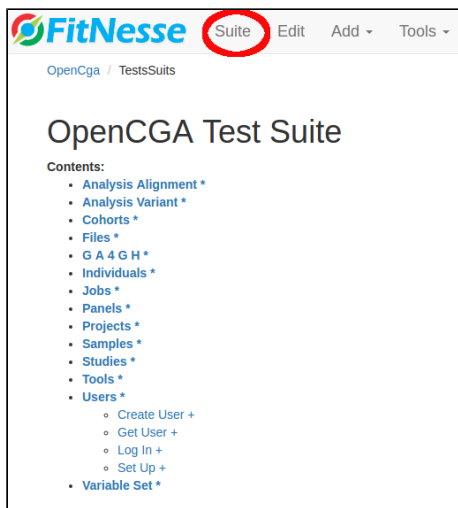 FitNesse Suite Edit Add Tools
OpenCga / TestsSuits
OpenCGA Test Suite
Contents:
Analysis Alignment *
Analysis Variant *
Cohorts *
Files *
G A 4 G H *
Individuals *
Jobs *
Panels *
Projects *
Samples *
Studies *
Tools *
Users *
Create User +
Get User +
Log In +
Set Up +
Variable Set *